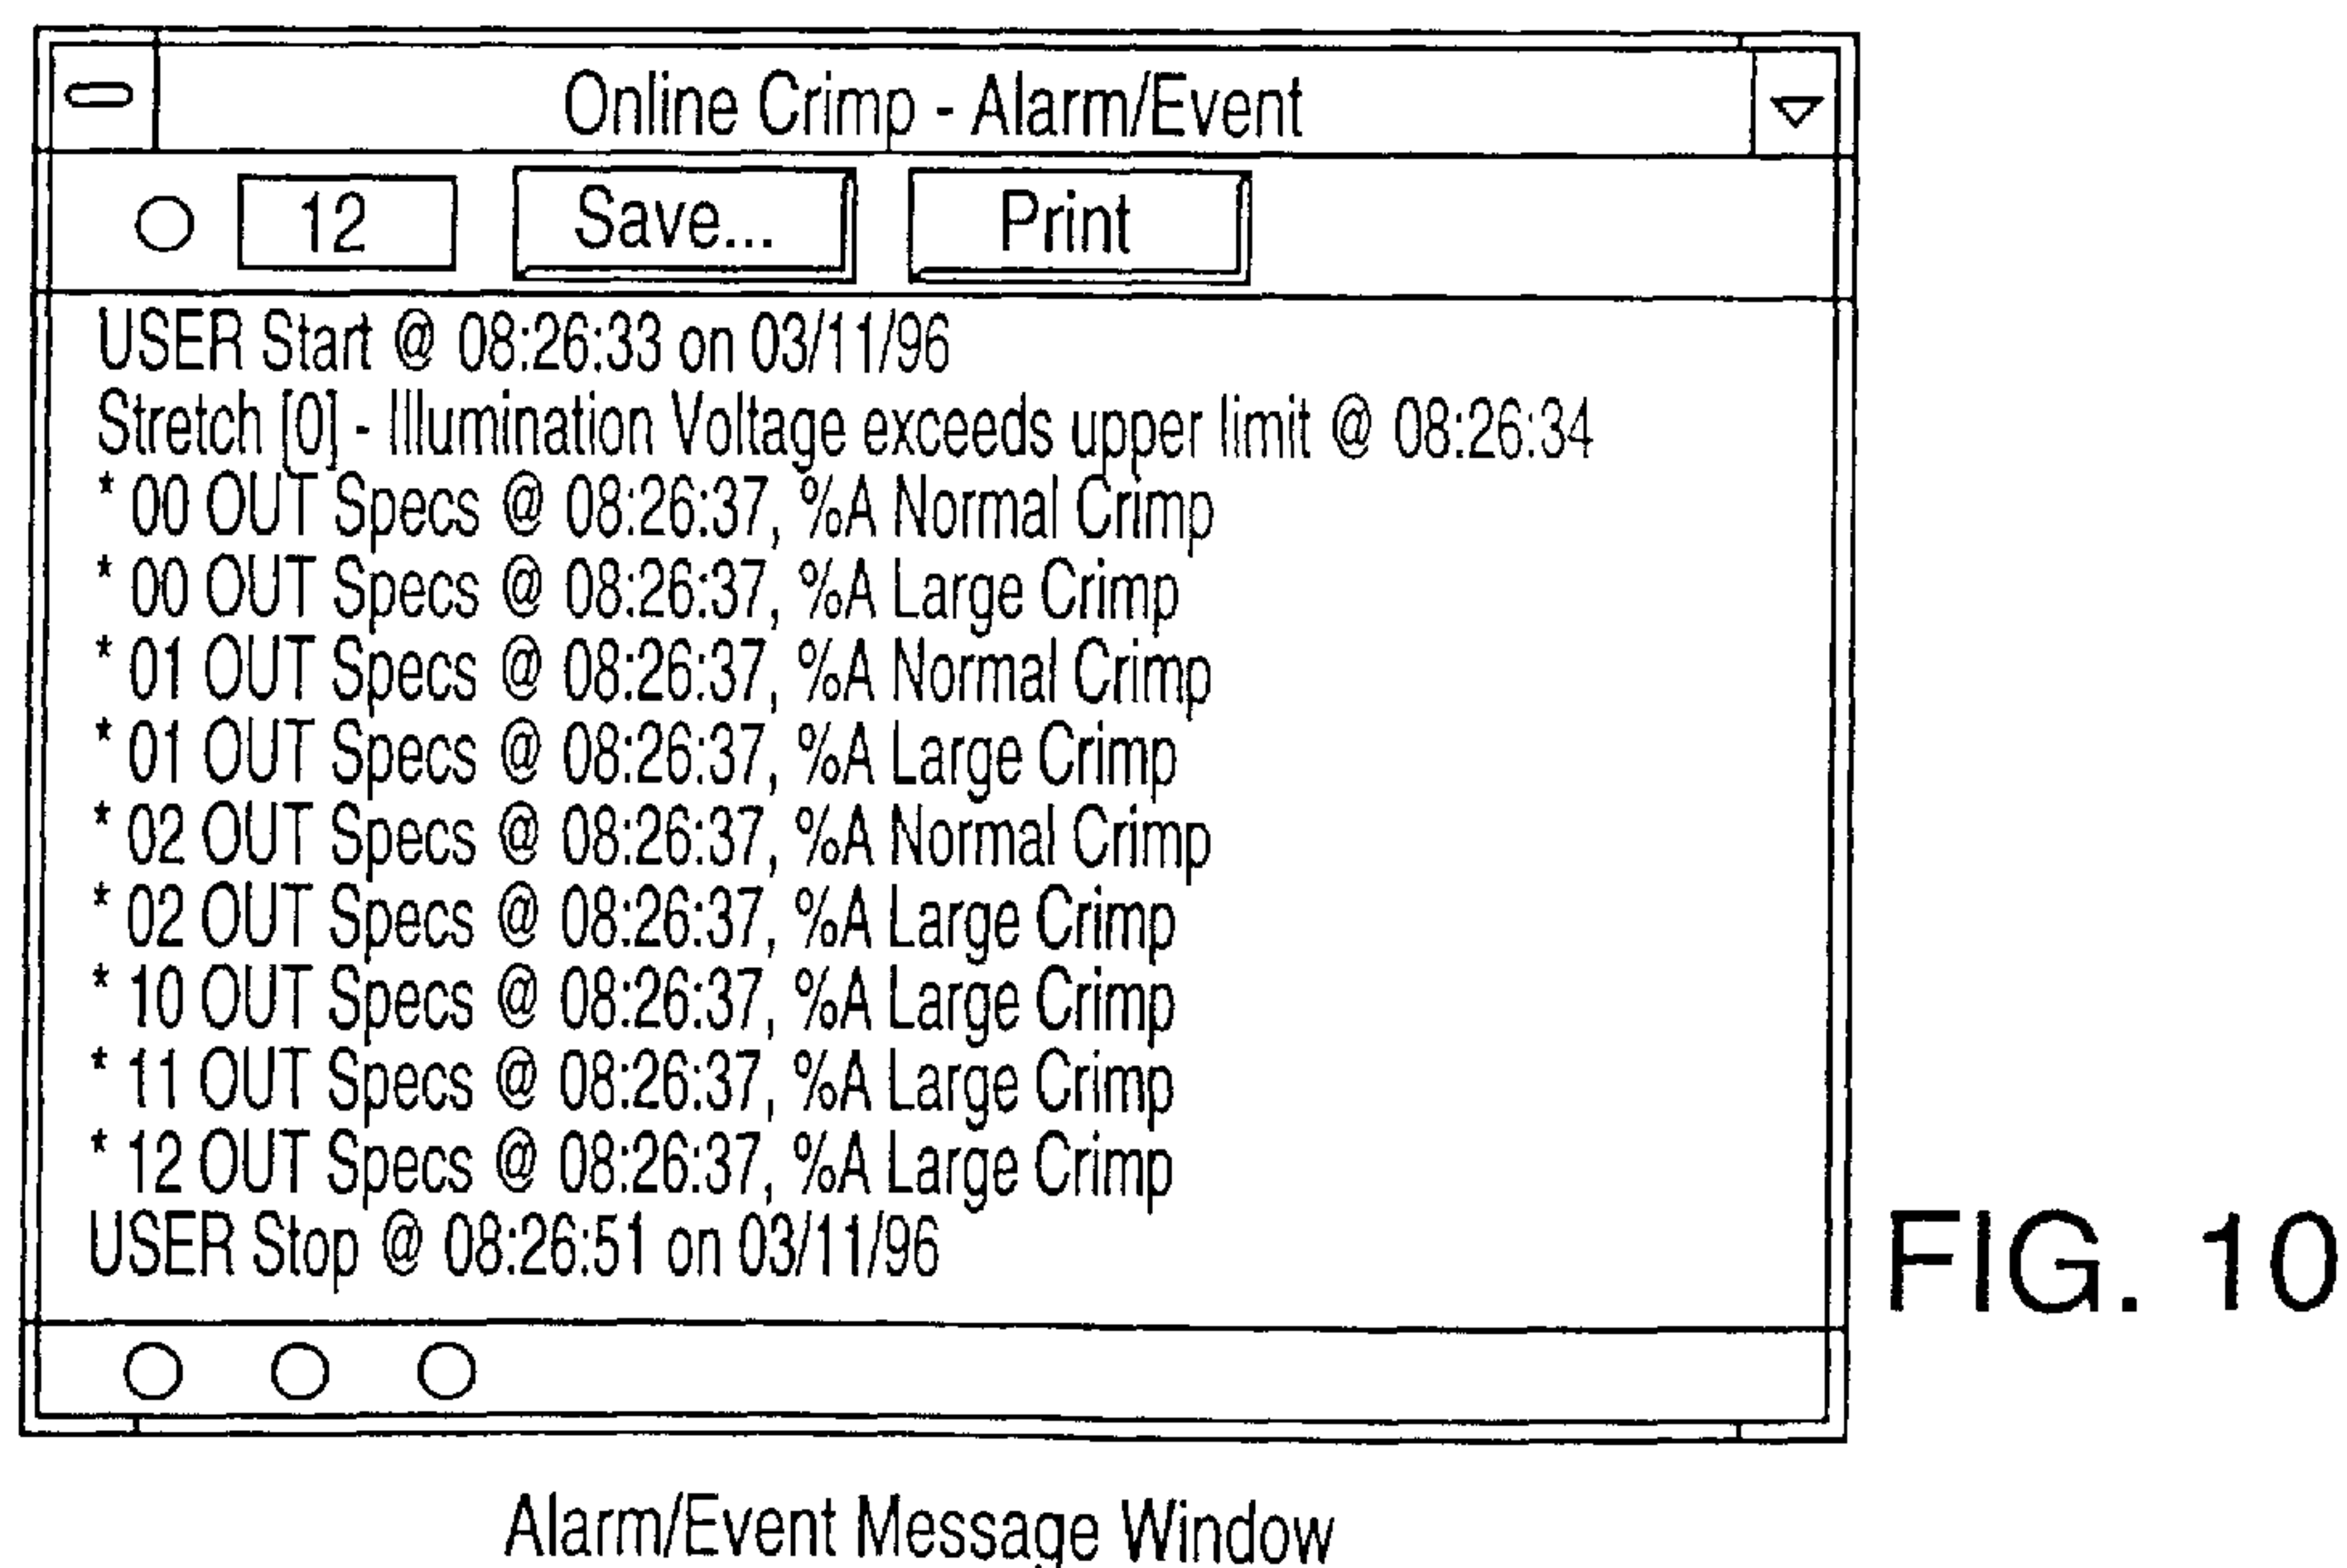 Online Crimp - Alarm/Event
12 Save... Print
USER Start @ 08:26:33 on 03/11/96
Stretch [0] - Illumination Voltage exceeds upper limit @ 08:26:34
* 00 OUT Specs @ 08:26:37, %A Normal Crimp
* 00 OUT Specs @ 08:26:37, %A Large Crimp
* 01 OUT Specs @ 08:26:37, %A Normal Crimp
* 01 OUT Specs @ 08:26:37, %A Large Crimp
* 02 OUT Specs @ 08:26:37, %A Normal Crimp
* 02 OUT Specs @ 08:26:37, %A Large Crimp
* 10 OUT Specs @ 08:26:37, %A Large Crimp
* 11 OUT Specs @ 08:26:37, %A Large Crimp
* 12 OUT Specs @ 08:26:37, %A Large Crimp
USER Stop @ 08:26:51 on 03/11/96
FIG. 10
Alarm/Event Message Window